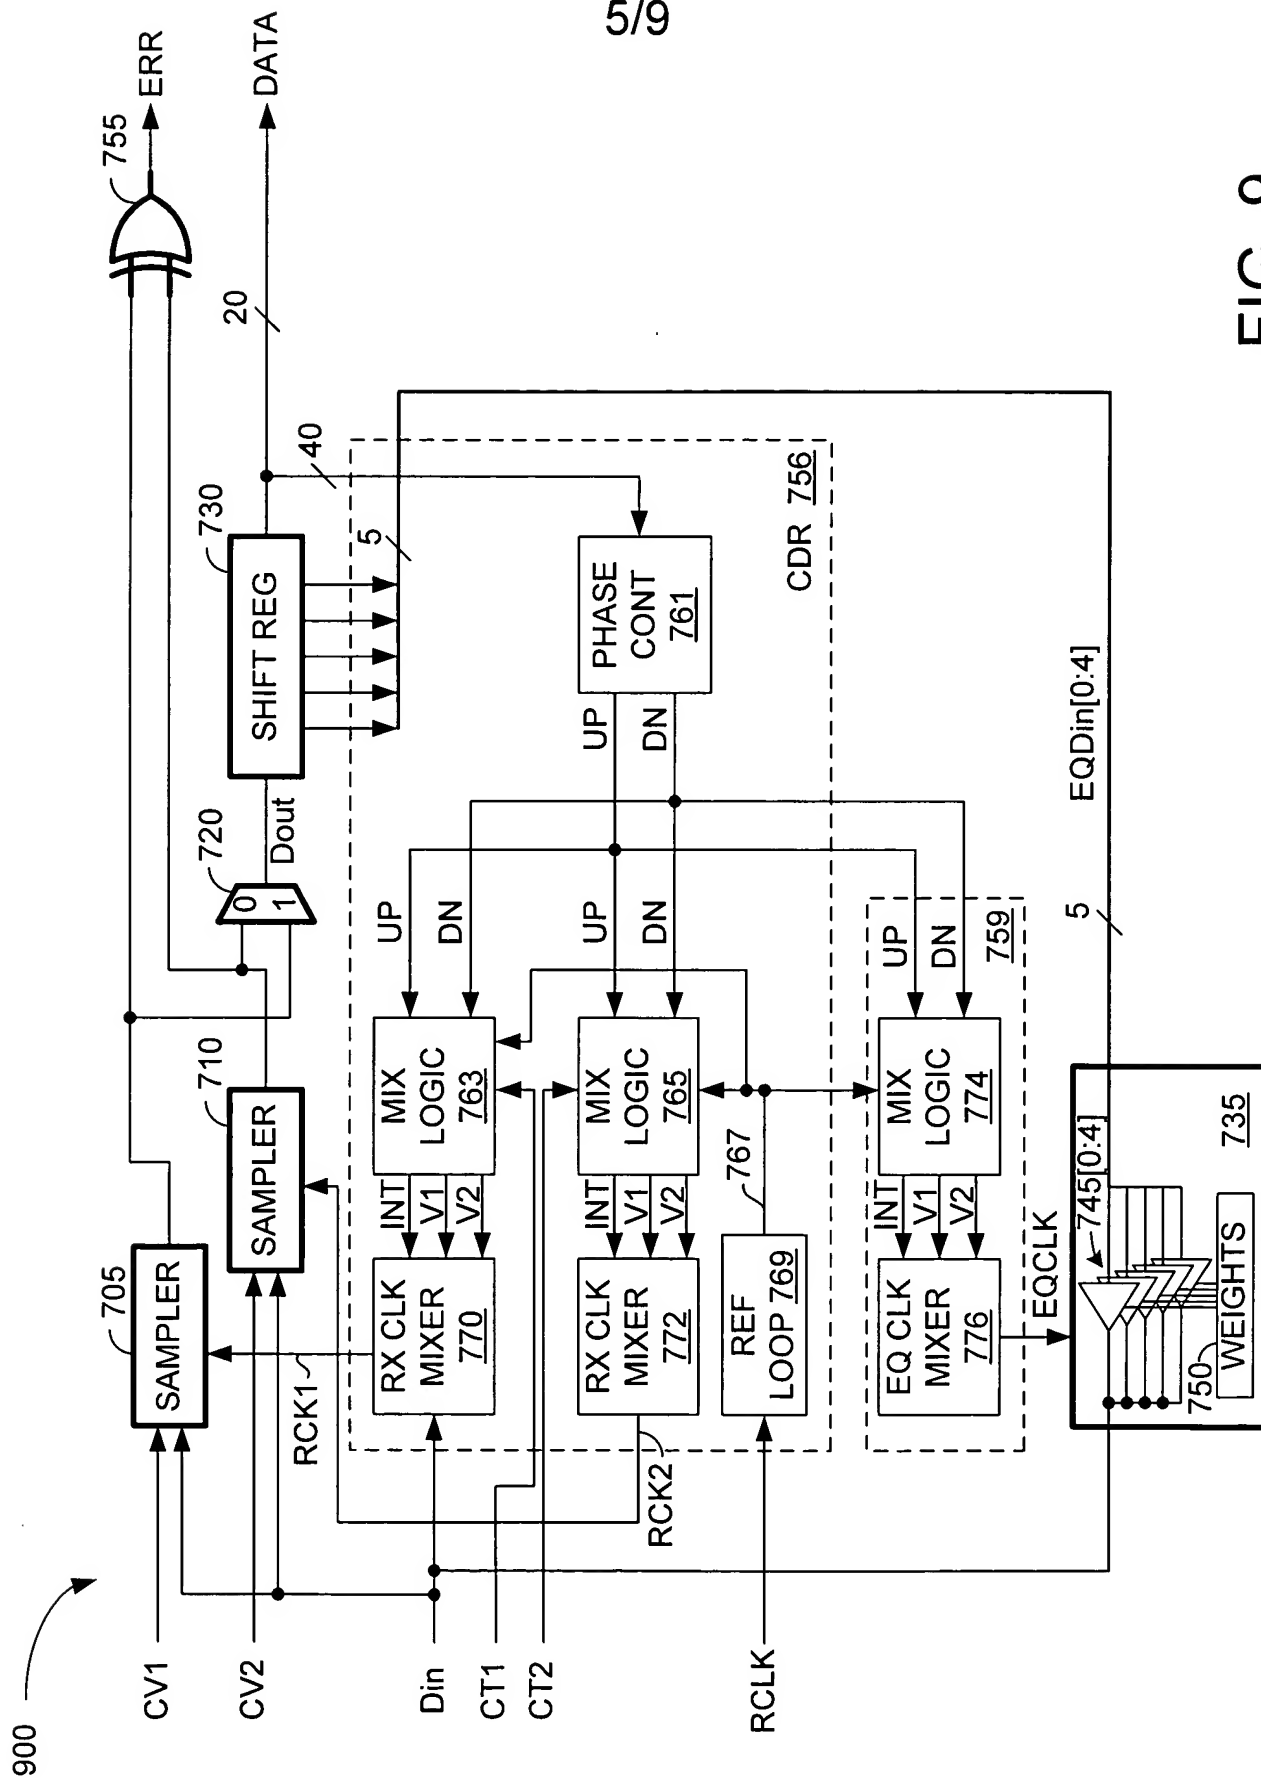 5/9
900
CV1
CV2
Din
CT1
CT2
RCLK
705
SAMPLER
710
SAMPLER
RCK1
RCK2
720
0
1
Dout
730
SHIFT REG
755
ERR
20
DATA
40
5
UP
DN
MIX
LOGIC
763
INT
V1
V2
RX CLK
MIXER
770
UP
DN
UP
DN
MIX
LOGIC
765
INT
V1
V2
RX CLK
MIXER
772
PHASE
CONT
761
CDR 756
767
REF
LOOP 769
UP
DN
759
MIX
LOGIC
774
INT
V1
V2
EQ CLK
MIXER
776
EQCLK
5
EQDin[0:4]
745[0:4]
735
750
WEIGHTS
FIG.